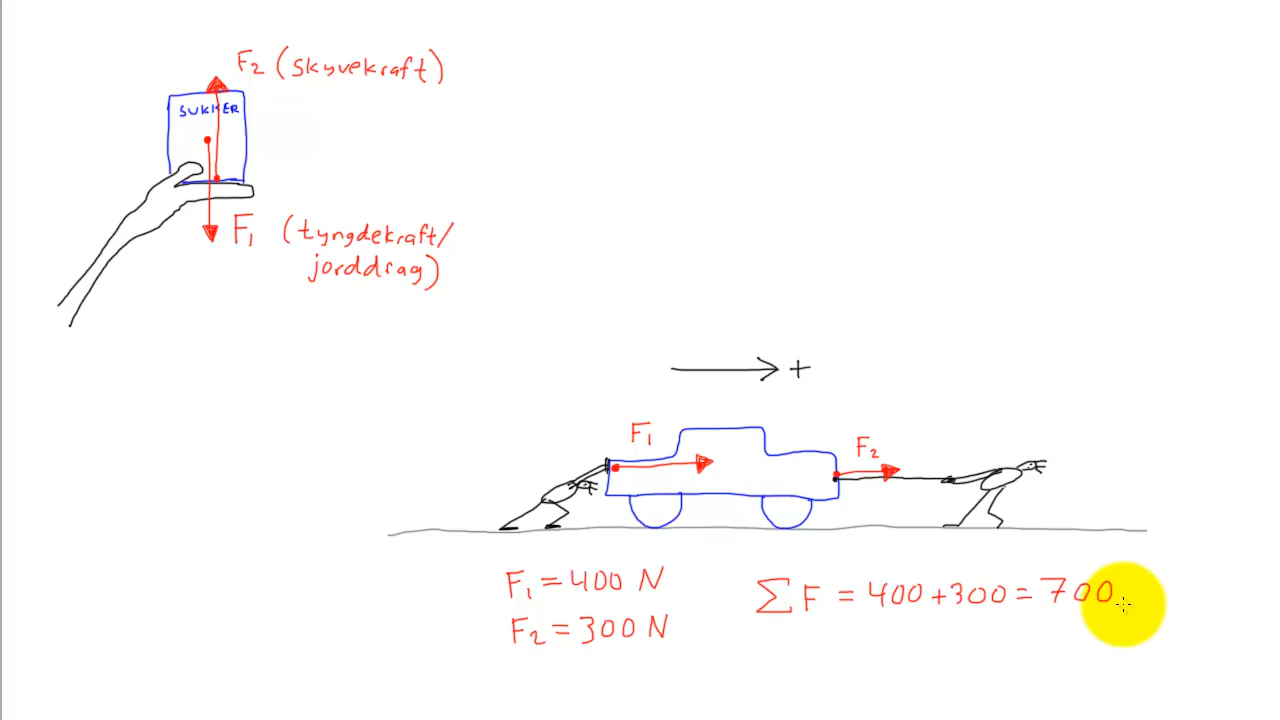 F2 (skyvekraft)
SUKKER
F1 (tyngdekraft/
jorddrag)
+
F1
F2
F1 = 400 N
F2 = 300 N
∑F = 400+300 = 700